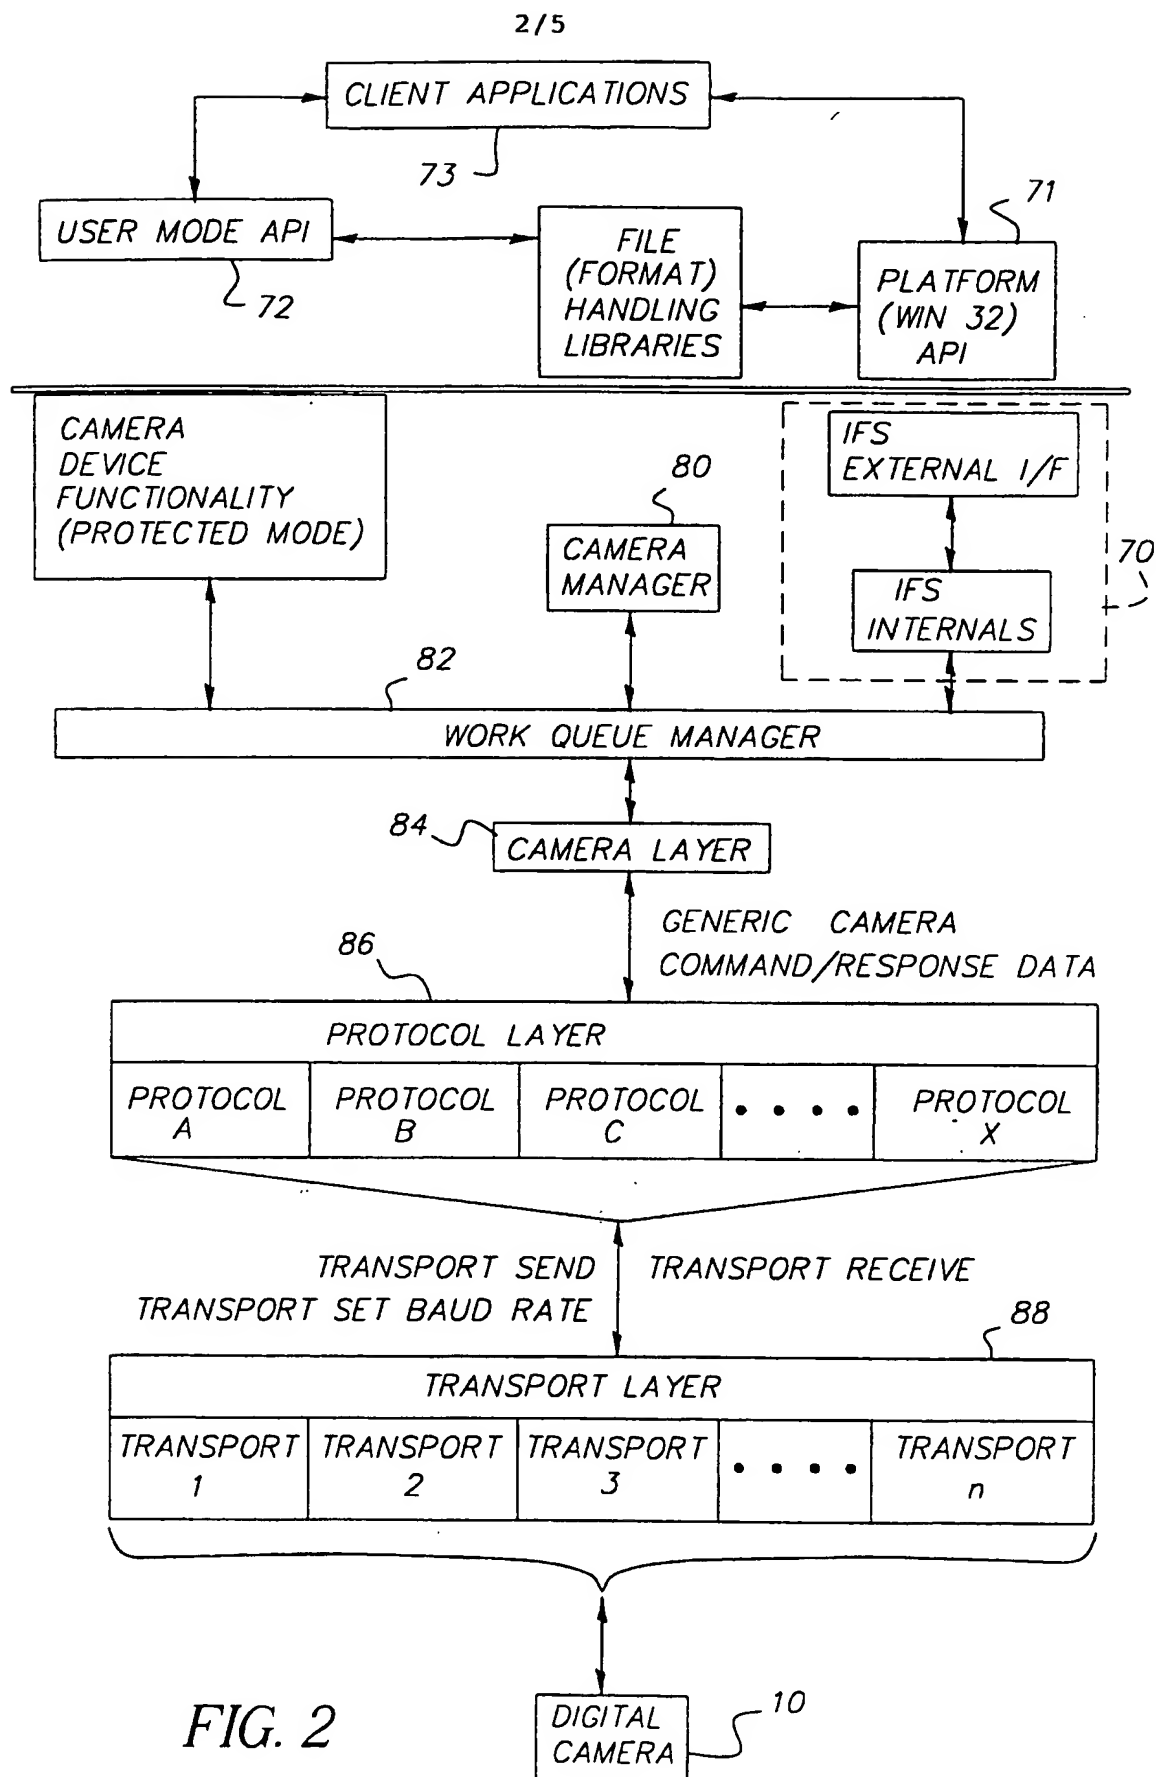 2/5
CLIENT APPLICATIONS
73
71
USER MODE API
72
FILE
(FORMAT)
HANDLING
LIBRARIES
PLATFORM
(WIN 32)
API
CAMERA
DEVICE
FUNCTIONALITY
(PROTECTED MODE)
80
CAMERA
MANAGER
IFS
EXTERNAL I/F
70
IFS
INTERNALS
82
WORK QUEUE MANAGER
84
CAMERA LAYER
GENERIC CAMERA
COMMAND/RESPONSE DATA
86
PROTOCOL LAYER
PROTOCOL
A
PROTOCOL
B
PROTOCOL
C
• • • •
PROTOCOL
X
TRANSPORT SEND
TRANSPORT SET BAUD RATE
TRANSPORT RECEIVE
88
TRANSPORT LAYER
TRANSPORT
1
TRANSPORT
2
TRANSPORT
3
• • • •
TRANSPORT
n
10
DIGITAL
CAMERA
FIG. 2